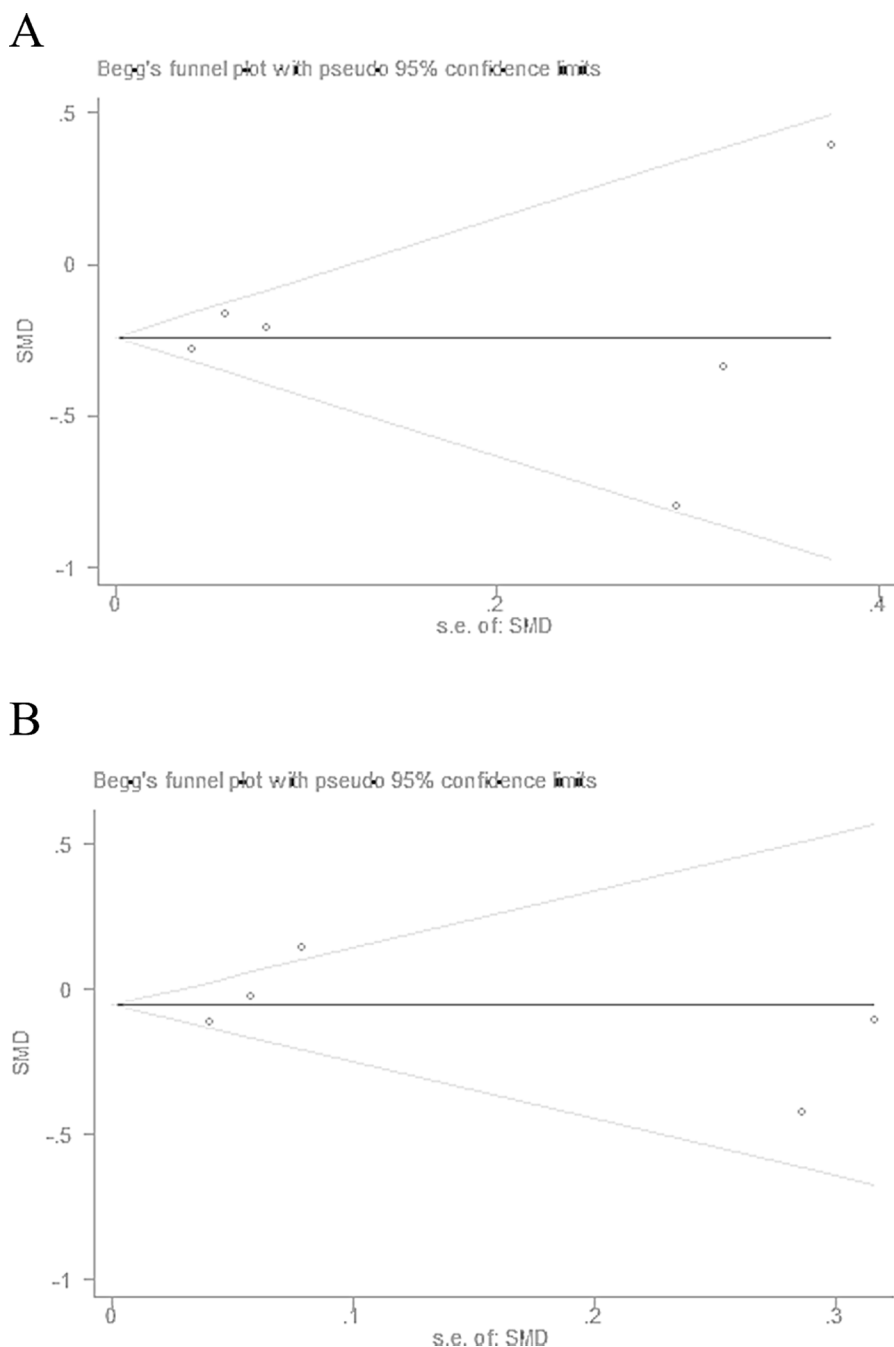 A
Begg's funnel plot with pseudo 95% confidence limits
.5
0
-.5
-1
SMD
0
.2
.4
s.e. of: SMD
B
Begg's funnel plot with pseudo 95% confidence limits
.5
0
-.5
-1
SMD
0
.1
.2
.3
s.e. of: SMD